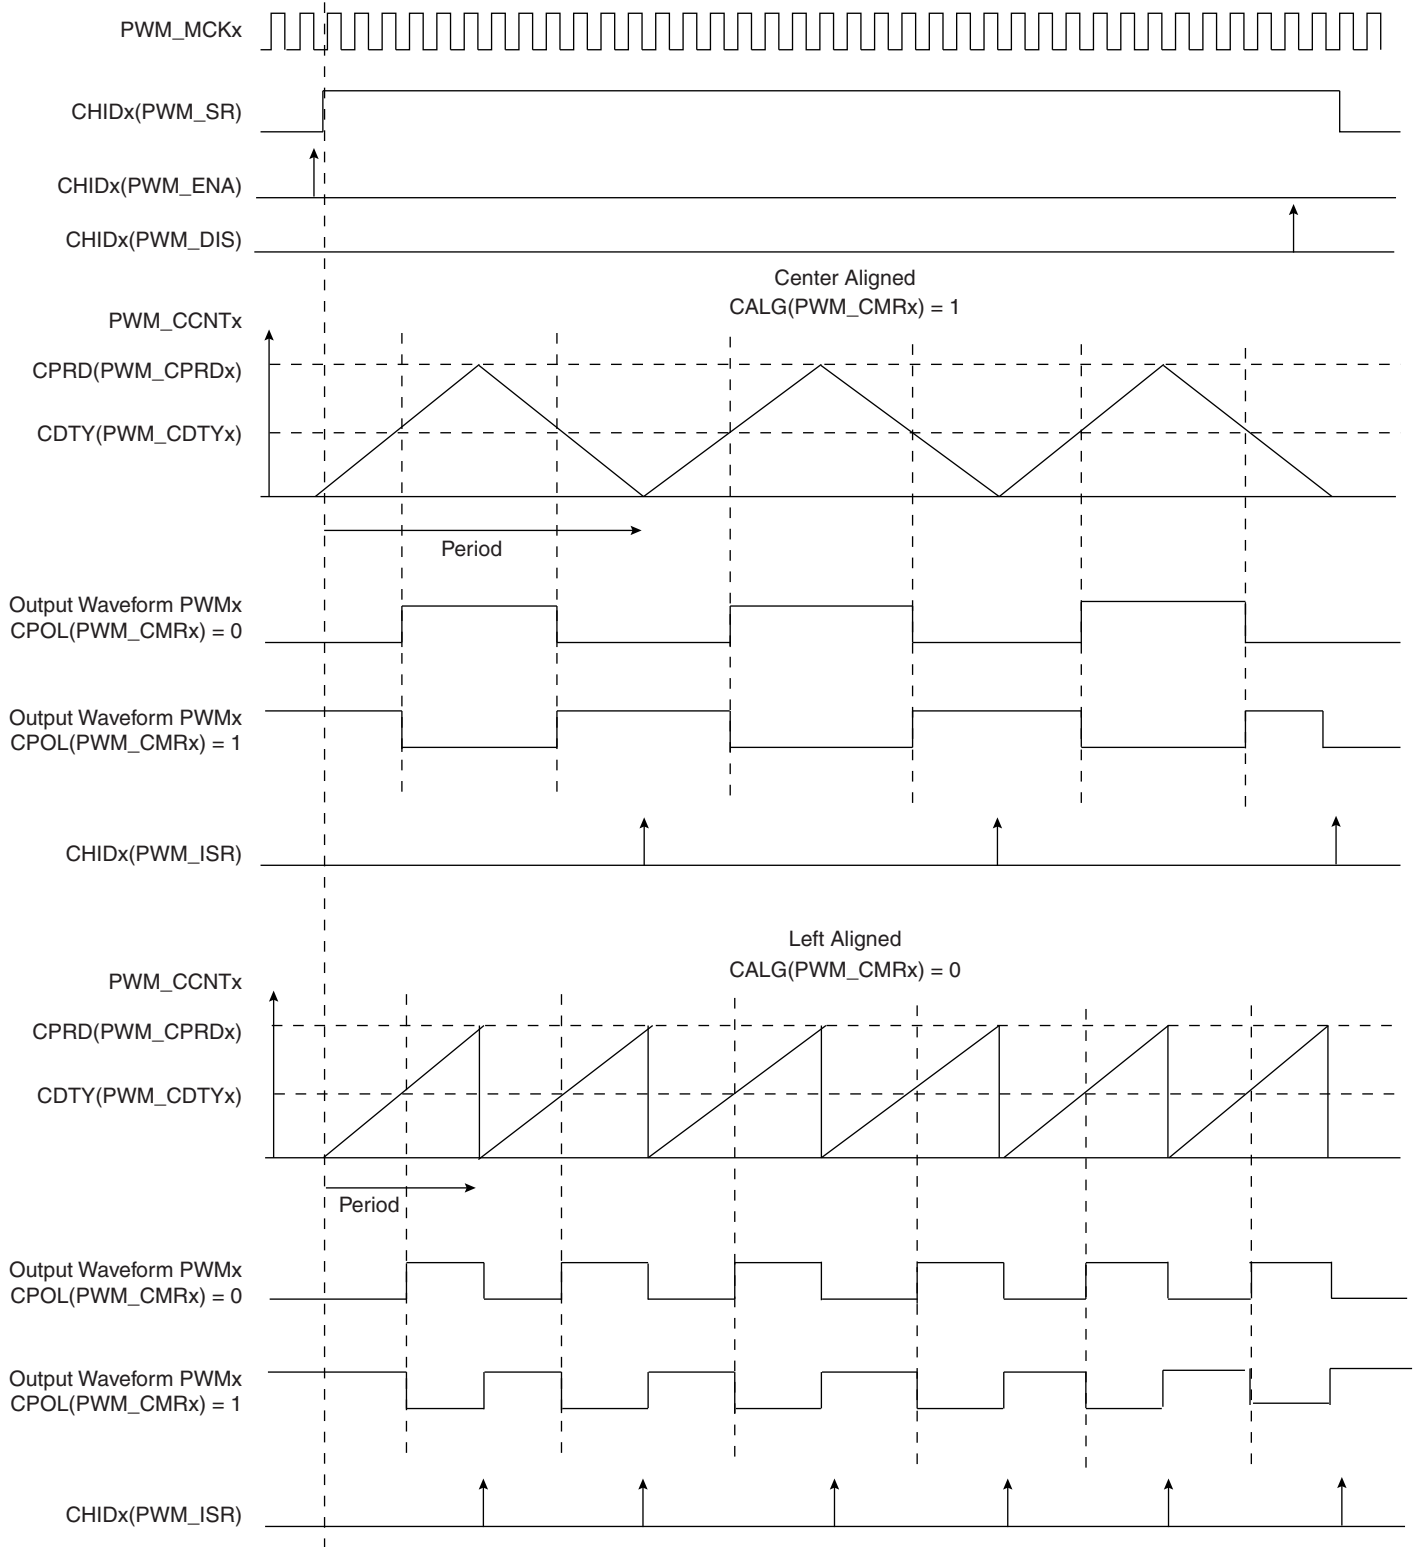 PWM_MCKx
CHIDx(PWM_SR)
CHIDx(PWM_ENA)
CHIDx(PWM_DIS)
Center Aligned
CALG(PWM_CMRx) = 1
PWM_CCNTx
CPRD(PWM_CPRDx)
CDTY(PWM_CDTYx)
Period
Output Waveform PWMx
CPOL(PWM_CMRx) = 0
Output Waveform PWMx
CPOL(PWM_CMRx) = 1
CHIDx(PWM_ISR)
Left Aligned
CALG(PWM_CMRx) = 0
PWM_CCNTx
CPRD(PWM_CPRDx)
CDTY(PWM_CDTYx)
Period
Output Waveform PWMx
CPOL(PWM_CMRx) = 0
Output Waveform PWMx
CPOL(PWM_CMRx) = 1
CHIDx(PWM_ISR)